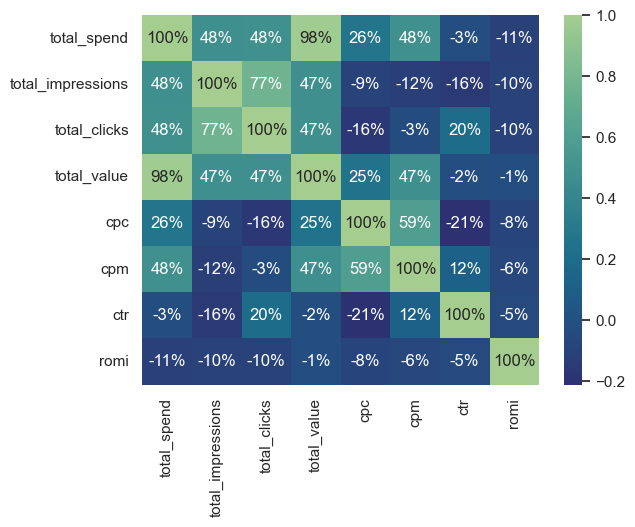 total_spend 100% 48% 48% 98% 26% 48% -3% -11%
total_impressions 48% 100% 77% 47% -9% -12% -16% -10%
total_clicks 48% 77% 100% 47% -16% -3% 20% -10%
total_value 98% 47% 47% 100% 25% 47% -2% -1%
cpc 26% -9% -16% 25% 100% 59% -21% -8%
cpm 48% -12% -3% 47% 59% 100% 12% -6%
ctr -3% -16% 20% -2% -21% 12% 100% -5%
romi -11% -10% -10% -1% -8% -6% -5% 100%
total_spend
total_impressions
total_clicks
total_value
cpc
cpm
ctr
romi
1.0
0.8
0.6
0.4
0.2
0.0
−0.2